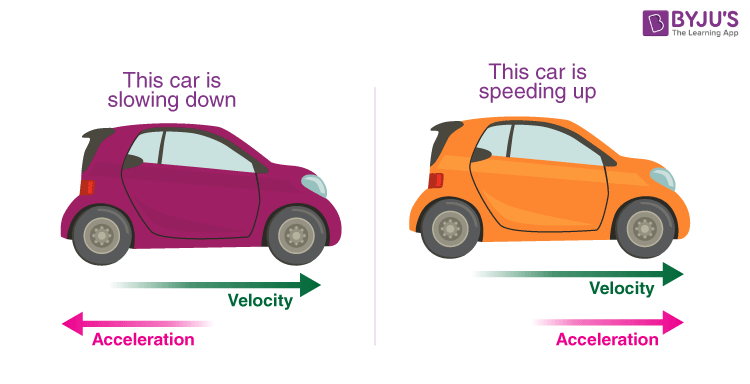 BYJU'S
The Learning App
This car is
slowing down
Velocity
Acceleration
This car is
speeding up
Velocity
Acceleration